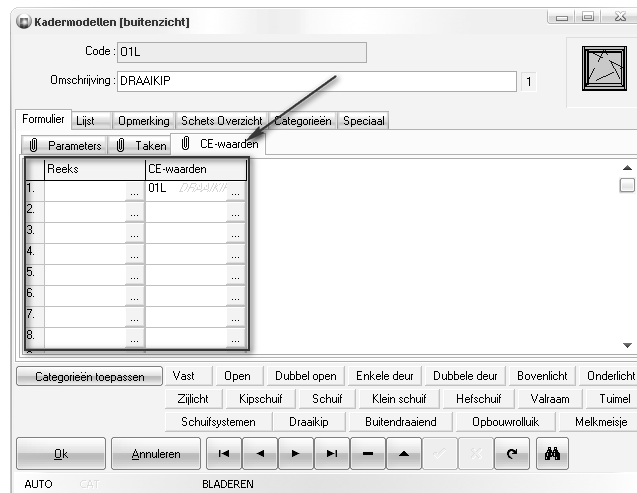 Kadermodellen [buitenzicht]
Code : 01L
Omschrijving : DRAAIKIP 1
Formulier Lijst Opmerking Schets Overzicht Categorieën Speciaal
Parameters Taken CE-waarden
Reeks CE-waarden
1. ... 01L DRAAIKIP ...
2. ... ...
3. ... ...
4. ... ...
5. ... ...
6. ... ...
7. ... ...
8. ... ...
Categorieën toepassen Vast Open Dubbel open Enkele deur Dubbele deur Bovenlicht Onderlicht
Zijlicht Kipschuif Schuif Klein schuif Hefschuif Valraam Tuimel
Schuifsystemen Draaikip Buitendraaiend Opbouwrolluik Melkmeisje
Ok Annuleren
AUTO CAT BLADEREN